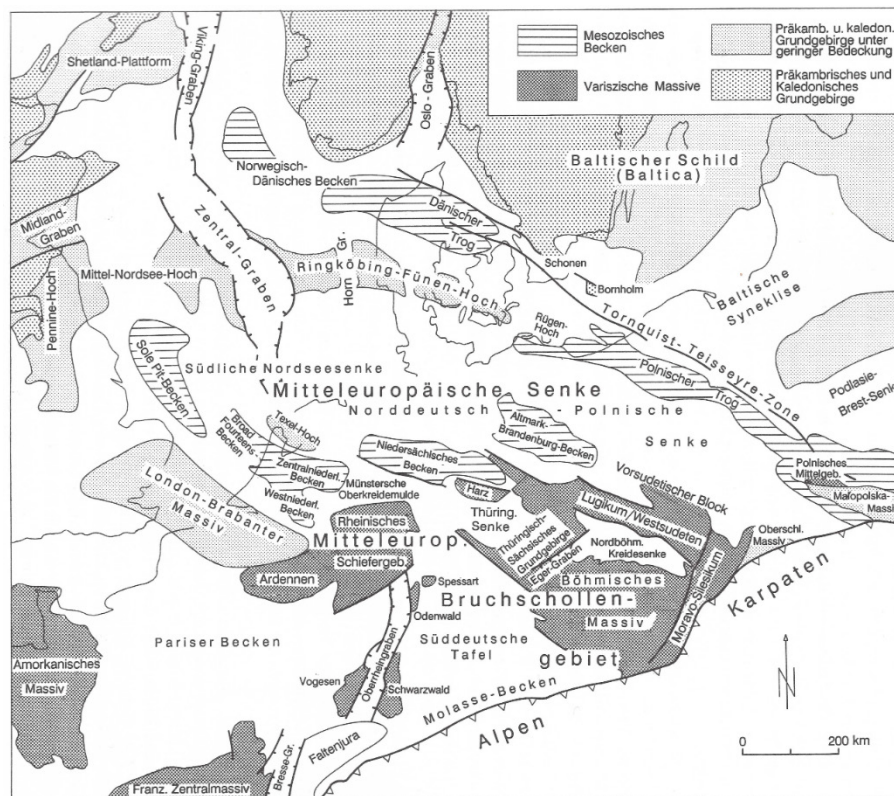 Mesozoisches
Becken
Variszische Massive
Präkamb. u. kaledon.
Grundgebirge unter
geringer Bedeckung
Präkambrisches und
Kaledonisches
Grundgebirge
Shetland-Plattform
Viking-Graben
Oslo-Graben
Norwegisch-
Dänisches Becken
Baltischer Schild
(Baltica)
Dänischer
Trog
Midland-
Graben
Zentral-Graben
Mittel-Nordsee-Hoch
Pennine-Hoch
Ringköbing-Fünen-Hoch
Horn Gr.
Schonen
Bornholm
Baltische
Syneklise
Rügen-
Hoch
Tornquist-Teisseyre-Zone
Polnischer
Trog
Podlasie-
Brest-Senke
Sole Pit-Becken
Südliche Nordseesenke
Mitteleuropäische Senke
Norddeutsch-Polnische
Senke
Broad
Fourteens-
Becken
Texel-Hoch
Altmark-
Brandenburg-Becken
Niedersächsisches
Becken
Zentralniederl.
Becken
Westniederl.
Becken
Münstersche
Oberkreidemulde
Polnisches
Mittelgeb.
Małopolska-
Massiv
London-Brabanter
Massiv
Harz
Thüring.
Senke
Vorsudetischer Block
Lugikum/Westsudeten
Oberschl.
Massiv
Rheinisches
Schiefergeb.
Mitteleurop.
Thüringisch-
Sächsisches
Grundgebirge
Nordböhm.
Kreidesenke
Eger-Graben
Ardennen
Spessart
Odenwald
Böhmisches
Massiv
Bruchschollen-
gebiet
Moravo-Silesikum
Karpaten
Pariser Becken
Süddeutsche
Tafel
Oberrheingraben
Amorkanisches
Massiv
Vogesen
Schwarzwald
Molasse-Becken
Alpen
Faltenjura
Bresse-Gr.
Franz. Zentralmassiv
N
0 200 km